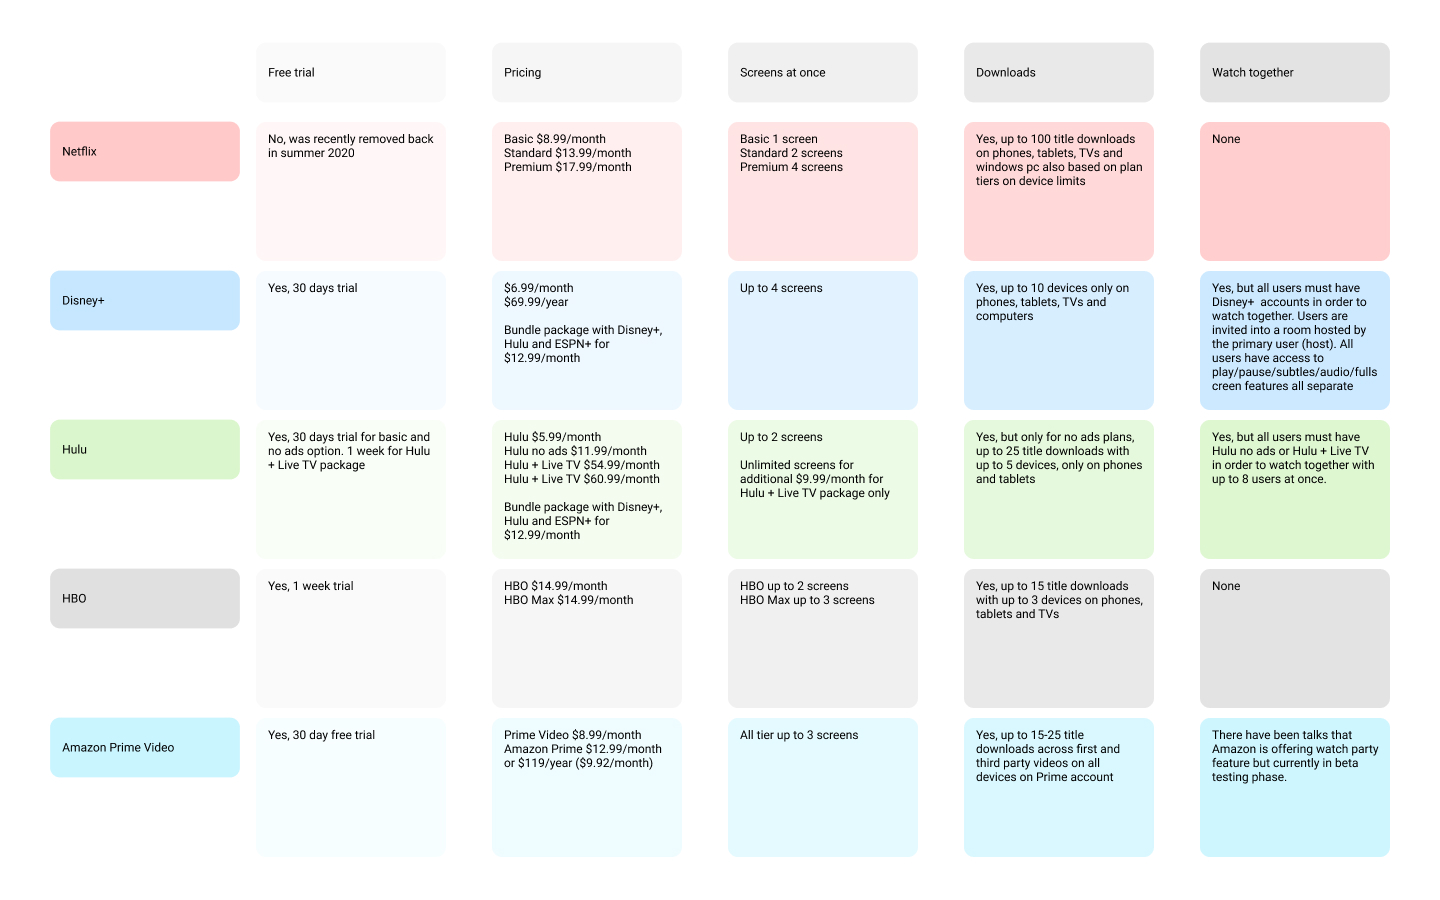 Free trial
Pricing
Screens at once
Downloads
Watch together
Netflix
No, was recently removed back
in summer 2020
Basic $8.99/month
Standard $13.99/month
Premium $17.99/month
Basic 1 screen
Standard 2 screens
Premium 4 screens
Yes, up to 100 title downloads
on phones, tablets, TVs and
windows pc also based on plan
tiers on device limits
None
Disney+
Yes, 30 days trial
$6.99/month
$69.99/year
Bundle package with Disney+,
Hulu and ESPN+ for
$12.99/month
Up to 4 screens
Yes, up to 10 devices only on
phones, tablets, TVs and
computers
Yes, but all users must have
Disney+  accounts in order to
watch together. Users are
invited into a room hosted by
the primary user (host). All
users have access to
play/pause/subtles/audio/fulls
creen features all separate
Hulu
Yes, 30 days trial for basic and
no ads option. 1 week for Hulu
+ Live TV package
Hulu $5.99/month
Hulu no ads $11.99/month
Hulu + Live TV $54.99/month
Hulu + Live TV $60.99/month
Bundle package with Disney+,
Hulu and ESPN+ for
$12.99/month
Up to 2 screens
Unlimited screens for
additional $9.99/month for
Hulu + Live TV package only
Yes, but only for no ads plans,
up to 25 title downloads with
up to 5 devices, only on phones
and tablets
Yes, but all users must have
Hulu no ads or Hulu + Live TV
in order to watch together with
up to 8 users at once.
HBO
Yes, 1 week trial
HBO $14.99/month
HBO Max $14.99/month
HBO up to 2 screens
HBO Max up to 3 screens
Yes, up to 15 title downloads
with up to 3 devices on phones,
tablets and TVs
None
Amazon Prime Video
Yes, 30 day free trial
Prime Video $8.99/month
Amazon Prime $12.99/month
or $119/year ($9.92/month)
All tier up to 3 screens
Yes, up to 15-25 title
downloads across first and
third party videos on all
devices on Prime account
There have been talks that
Amazon is offering watch party
feature but currently in beta
testing phase.